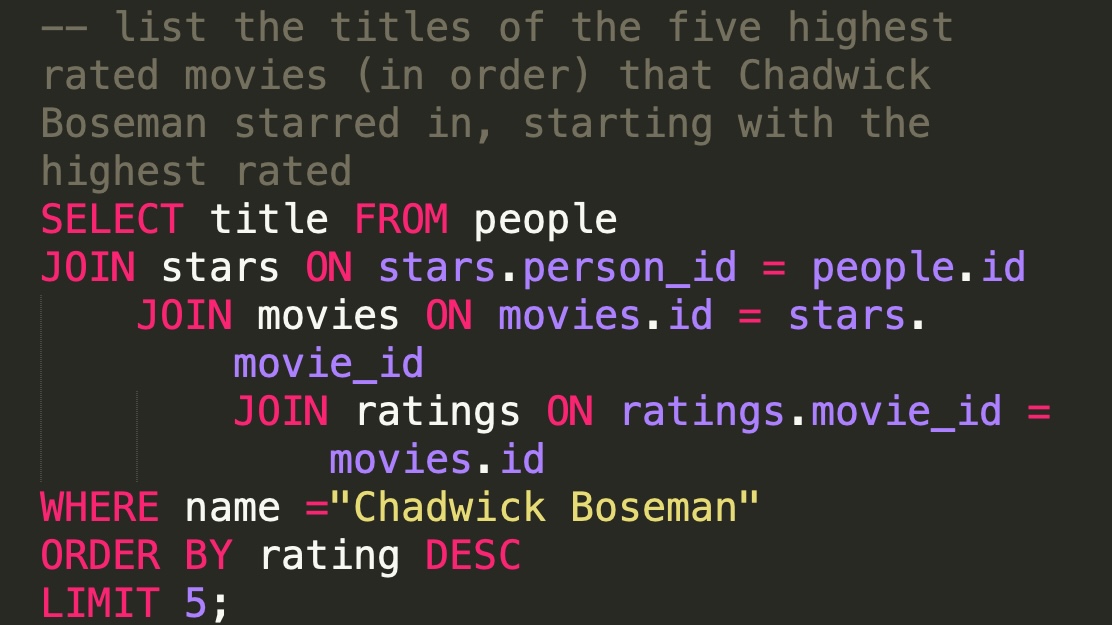 -- list the titles of the five highest
rated movies (in order) that Chadwick
Boseman starred in, starting with the
highest rated
SELECT title FROM people
JOIN stars ON stars.person_id = people.id
JOIN movies ON movies.id = stars.
movie_id
JOIN ratings ON ratings.movie_id =
movies.id
WHERE name ="Chadwick Boseman"
ORDER BY rating DESC
LIMIT 5;